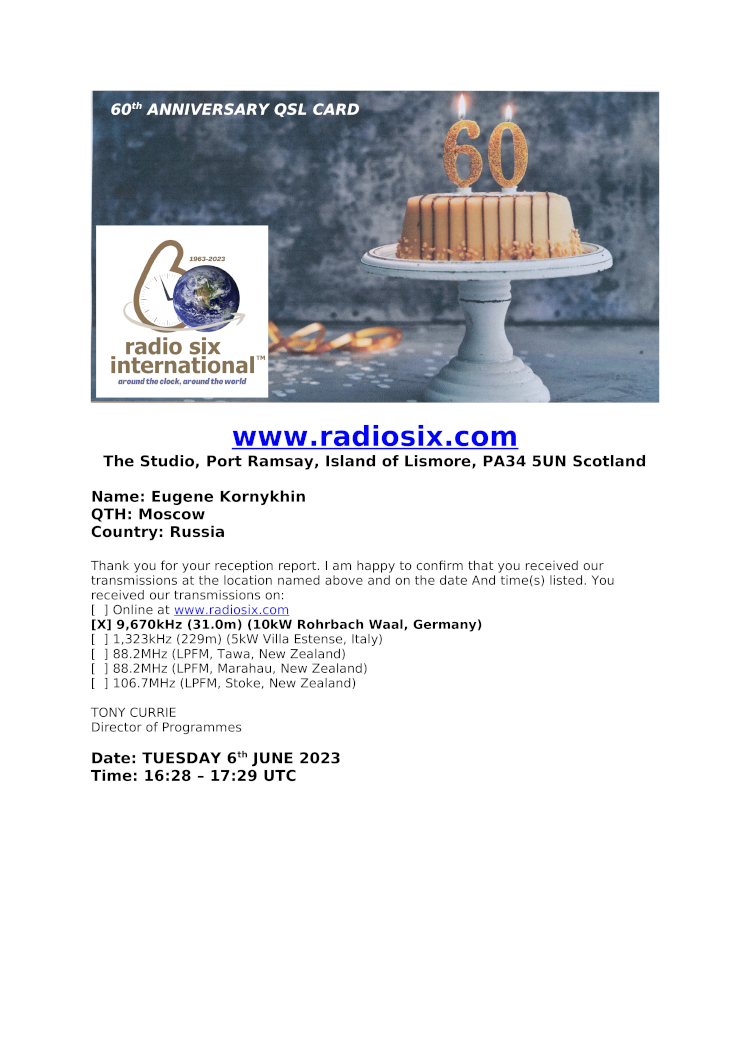 60th ANNIVERSARY QSL CARD
60
1963-2023
radio six
international™
around the clock, around the world
www.radiosix.com
The Studio, Port Ramsay, Island of Lismore, PA34 5UN Scotland
Name: Eugene Kornykhin
QTH: Moscow
Country: Russia
Thank you for your reception report. I am happy to confirm that you received our
transmissions at the location named above and on the date And time(s) listed. You
received our transmissions on:
[ ] Online at www.radiosix.com
[X] 9,670kHz (31.0m) (10kW Rohrbach Waal, Germany)
[ ] 1,323kHz (229m) (5kW Villa Estense, Italy)
[ ] 88.2MHz (LPFM, Tawa, New Zealand)
[ ] 88.2MHz (LPFM, Marahau, New Zealand)
[ ] 106.7MHz (LPFM, Stoke, New Zealand)
TONY CURRIE
Director of Programmes
Date: TUESDAY 6th JUNE 2023
Time: 16:28 – 17:29 UTC